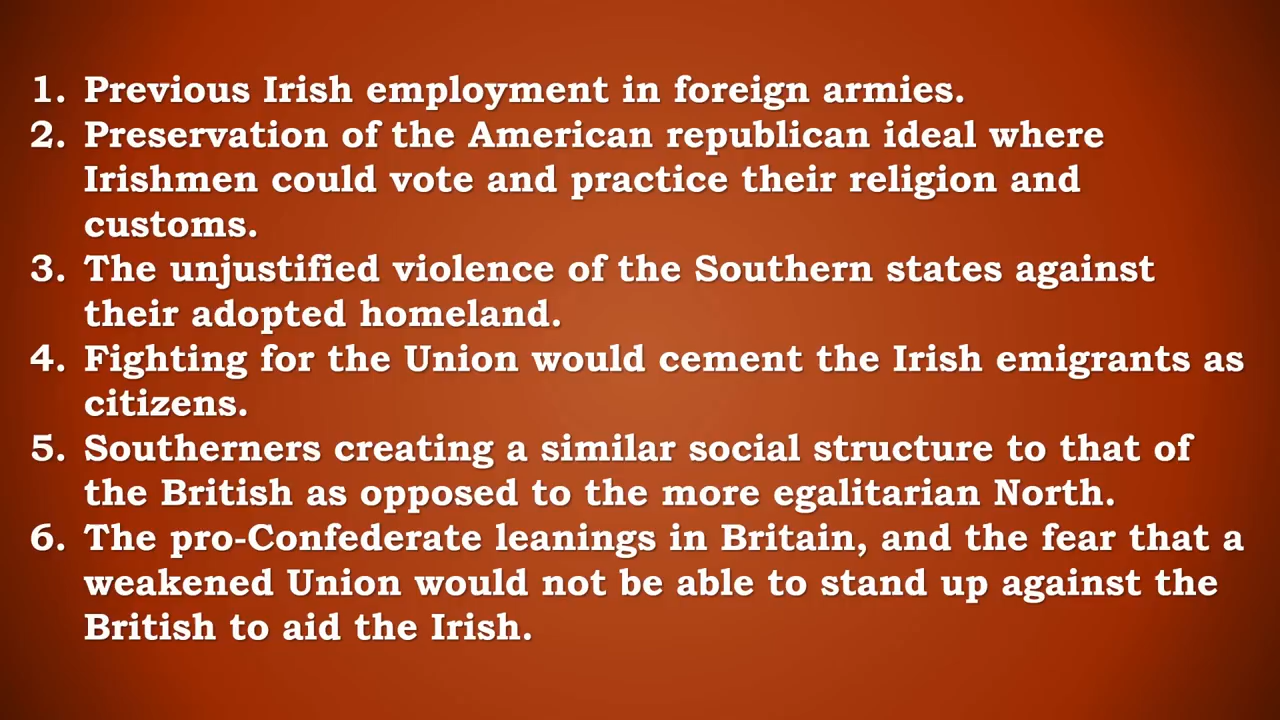 1. Previous Irish employment in foreign armies.
2. Preservation of the American republican ideal where
Irishmen could vote and practice their religion and
customs.
3. The unjustified violence of the Southern states against
their adopted homeland.
4. Fighting for the Union would cement the Irish emigrants as
citizens.
5. Southerners creating a similar social structure to that of
the British as opposed to the more egalitarian North.
6. The pro-Confederate leanings in Britain, and the fear that a
weakened Union would not be able to stand up against the
British to aid the Irish.